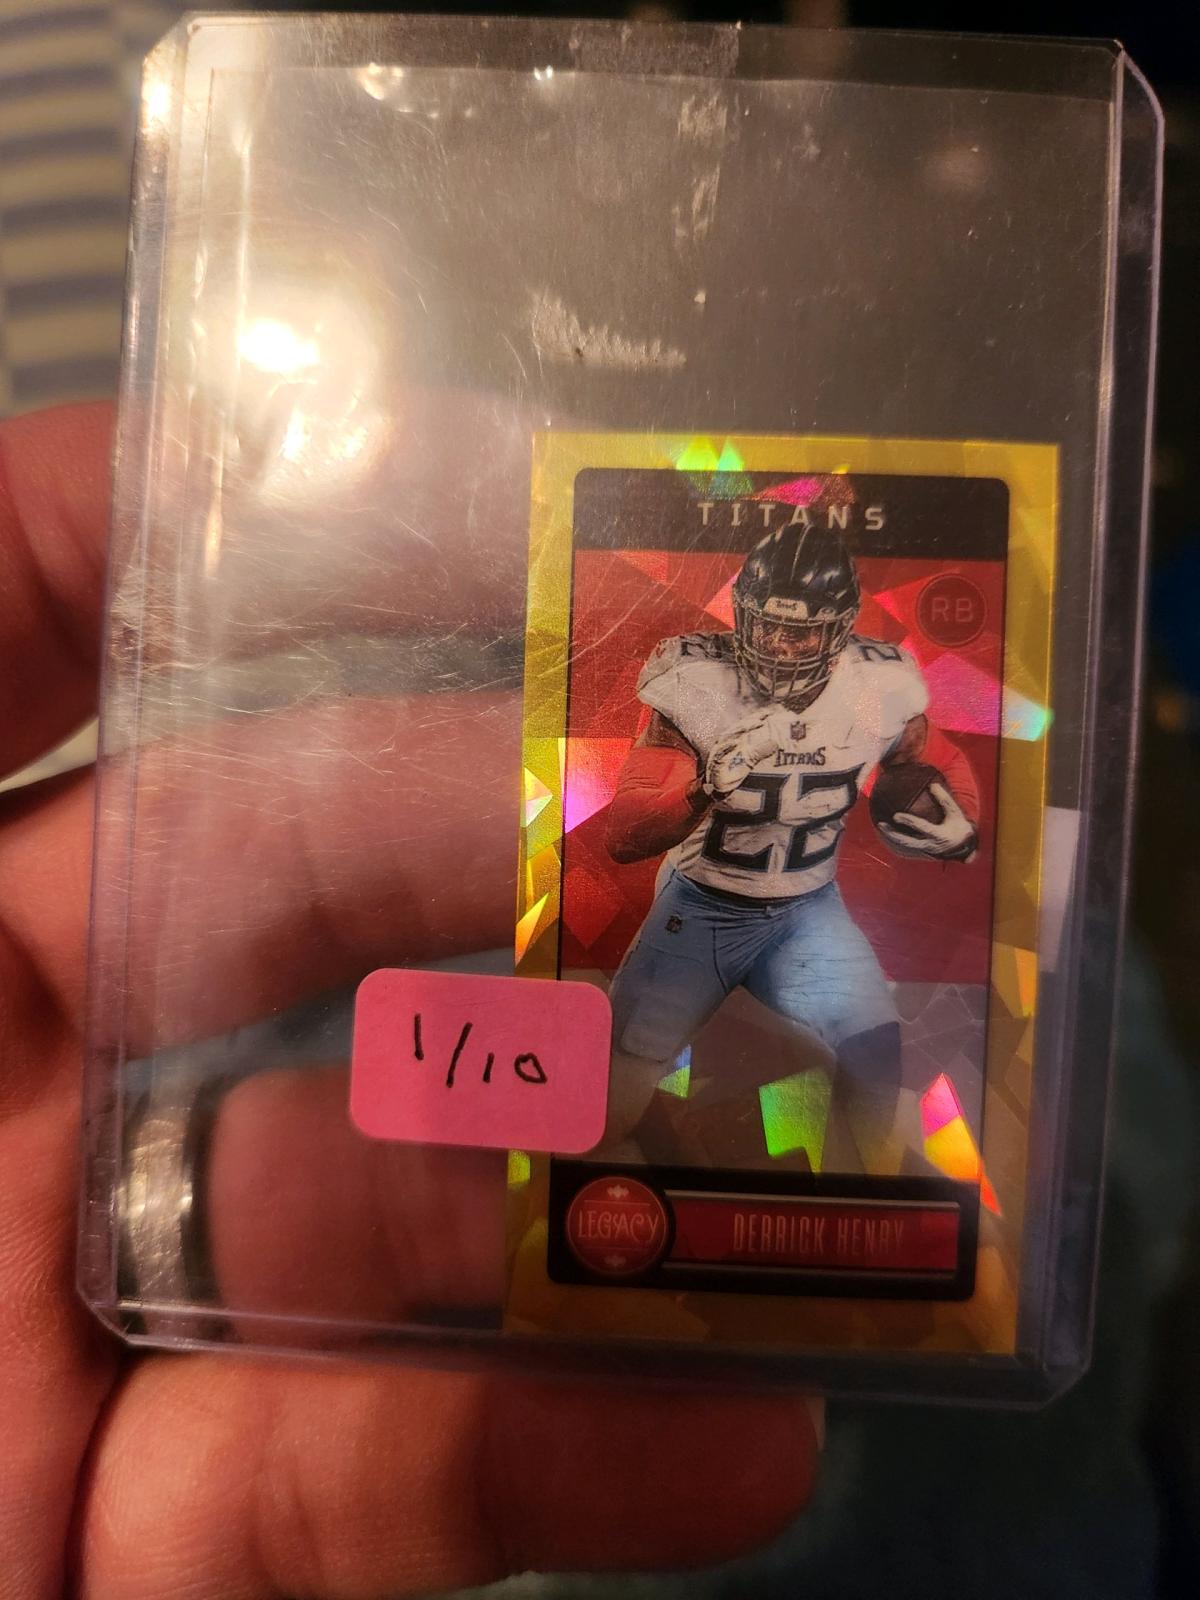 TITANS
RB
22
TITANS
22
1/10
LEGACY
DERRICK HENRY